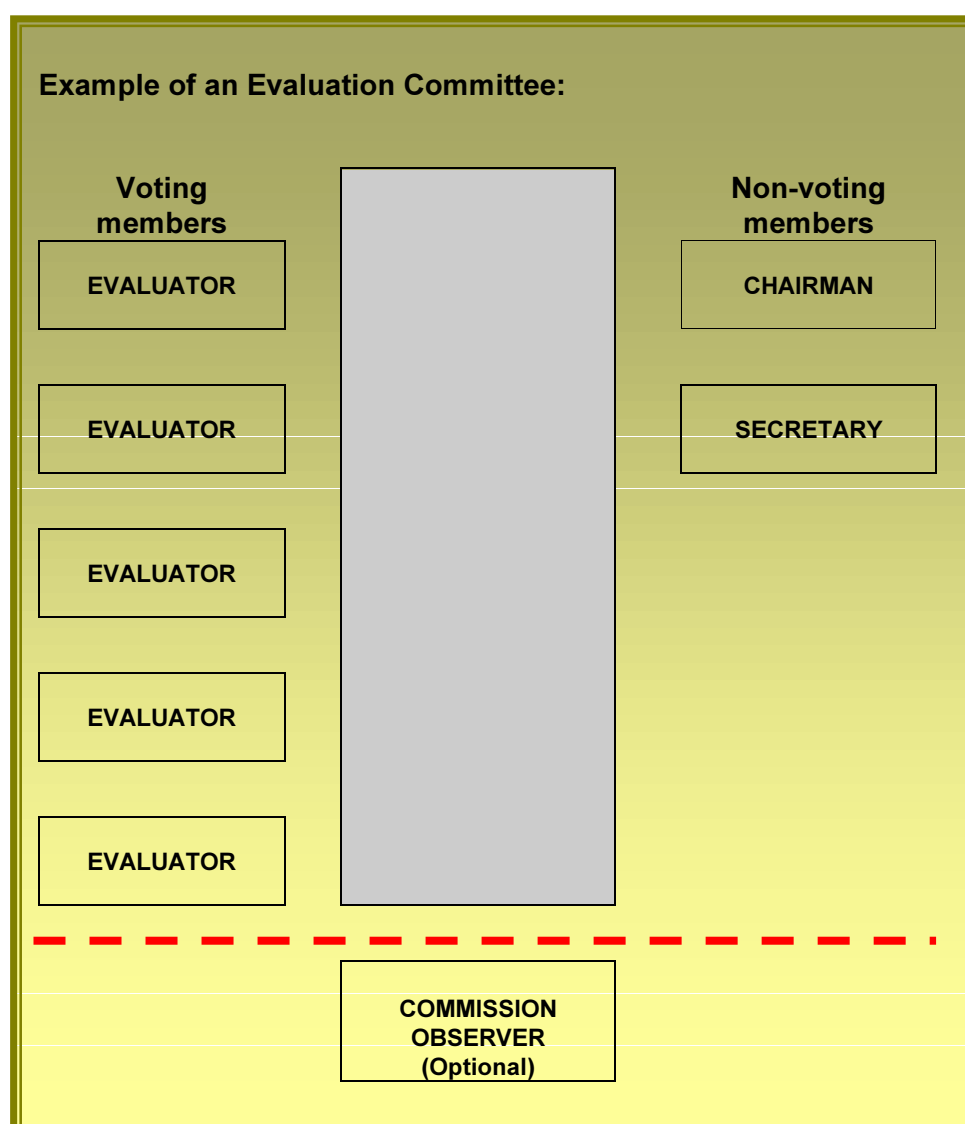 Example of an Evaluation Committee:
Voting
members
Non-voting
members
EVALUATOR
CHAIRMAN
EVALUATOR
SECRETARY
EVALUATOR
EVALUATOR
EVALUATOR
COMMISSION
OBSERVER
(Optional)